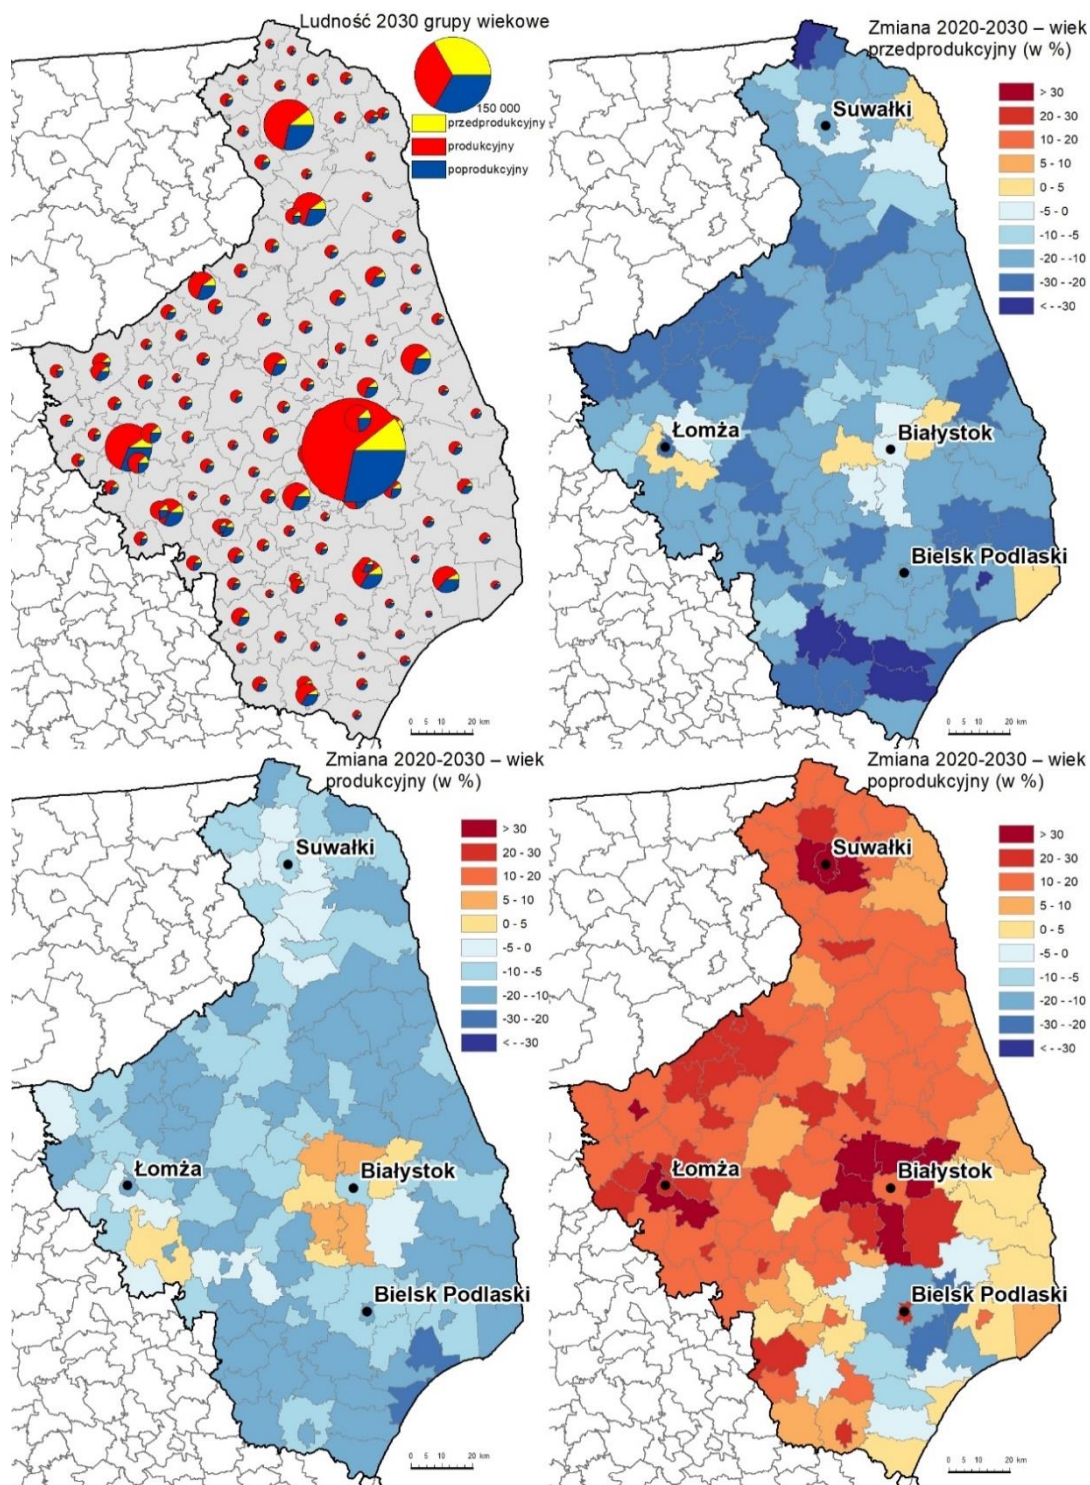 Ludność 2030 grupy wiekowe
150 000
przedprodukcyjny
produkcyjny
poprodukcyjny
0 5 10 20 km
Zmiana 2020-2030 – wiek
przedprodukcyjny (w %)
> 30
20 - 30
10 - 20
5 - 10
0 - 5
-5 - 0
-10 - -5
-20 - -10
-30 - -20
< - -30
Suwałki
Łomża
Białystok
Bielsk Podlaski
0 5 10 20 km
Zmiana 2020-2030 – wiek
produkcyjny (w %)
> 30
20 - 30
10 - 20
5 - 10
0 - 5
-5 - 0
-10 - -5
-20 - -10
-30 - -20
< - -30
Suwałki
Łomża
Białystok
Bielsk Podlaski
0 5 10 20 km
Zmiana 2020-2030 – wiek
poprodukcyjny (w %)
> 30
20 - 30
10 - 20
5 - 10
0 - 5
-5 - 0
-10 - -5
-20 - -10
-30 - -20
< - -30
Suwałki
Łomża
Białystok
Bielsk Podlaski
0 5 10 20 km